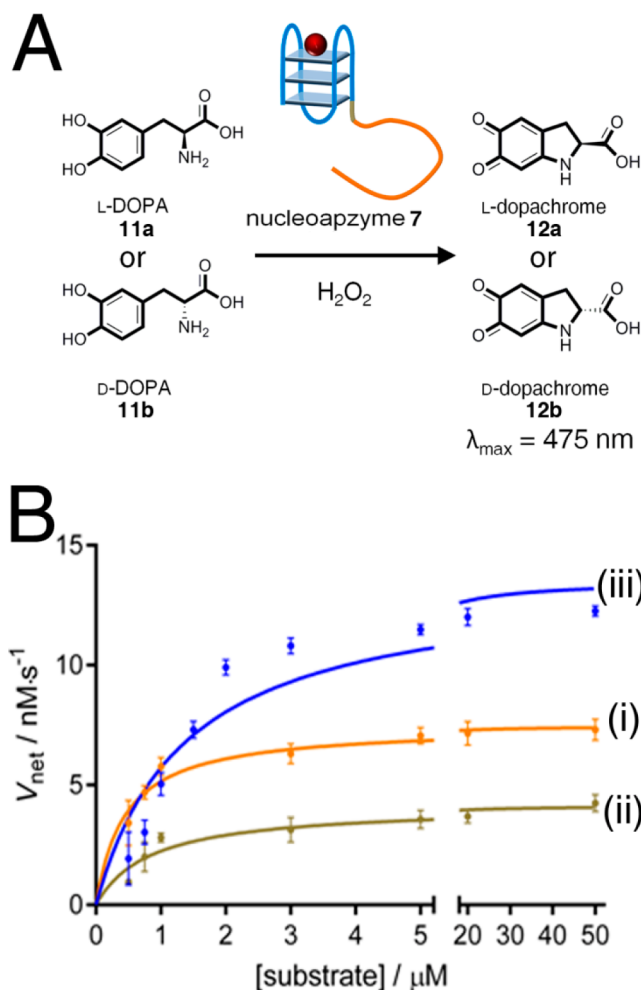 A
HO
HO
O
OH
NH₂
L-DOPA
11a
or
HO
HO
O
OH
NH₂
D-DOPA
11b
nucleoapzyme 7
H₂O₂
O
O
N
H
O
OH
L-dopachrome
12a
or
O
O
N
H
O
OH
D-dopachrome
12b
λmax = 475 nm
B
Vnet / nM·s⁻¹
15
10
5
0
(iii)
(i)
(ii)
0 1 2 3 4 5 20 30 40 50
[substrate] / μM